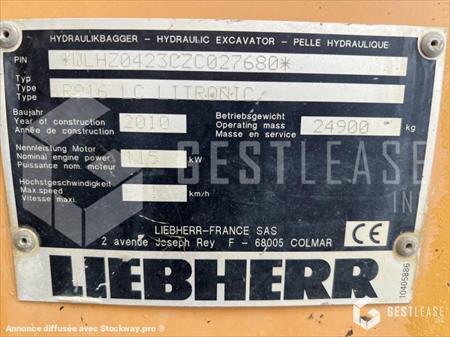 HYDRAULIKBAGGER - HYDRAULIC EXCAVATOR - PELLE HYDRAULIQUE
PIN *WLHZ0423CZC027680*
Typ
Type R916 LC LITRONIC
Type
Baujahr
Year of construction 2010
Année de construction
Betriebsgewicht
Operating mass 24900 kg
Masse en service
Nennleistung Motor
Nominal engine power 115 kW
Puissance nom. moteur
Höchstgeschwindigkeit
Max.speed km/h
Vitesse maxi.
GESTLEASE
IN
LIEBHERR-FRANCE SAS
2 avenue Joseph Rey F - 68005 COLMAR
CE
LIEBHERR
10405886
GESTLEASE
Annonce diffusée avec Stockway.pro ®